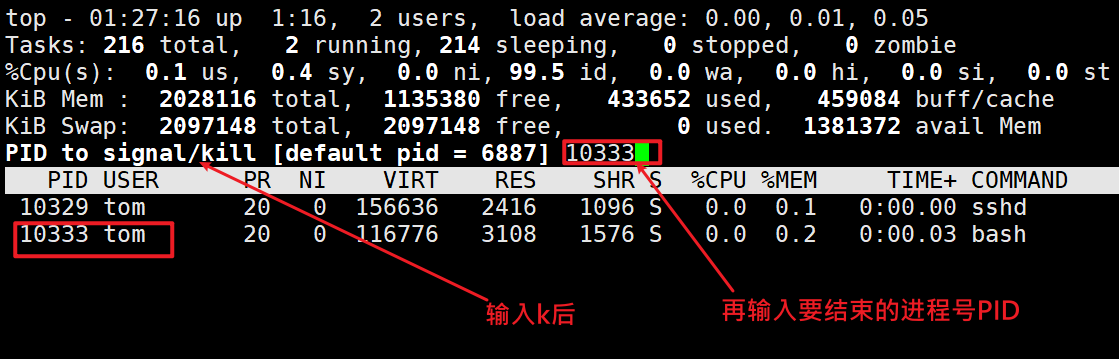 top - 01:27:16 up  1:16,  2 users,  load average: 0.00, 0.01, 0.05
Tasks: 216 total,   2 running, 214 sleeping,   0 stopped,   0 zombie
%Cpu(s):  0.1 us,  0.4 sy,  0.0 ni, 99.5 id,  0.0 wa,  0.0 hi,  0.0 si,  0.0 st
KiB Mem :  2028116 total,  1135380 free,   433652 used,   459084 buff/cache
KiB Swap:  2097148 total,  2097148 free,        0 used.  1381372 avail Mem
PID to signal/kill [default pid = 6887] 10333
PID USER      PR  NI    VIRT    RES    SHR S  %CPU %MEM     TIME+ COMMAND
10329 tom       20   0  156636   2416   1096 S   0.0  0.1   0:00.00 sshd
10333 tom       20   0  116776   3108   1576 S   0.0  0.2   0:00.03 bash
输入k后
再输入要结束的进程号PID